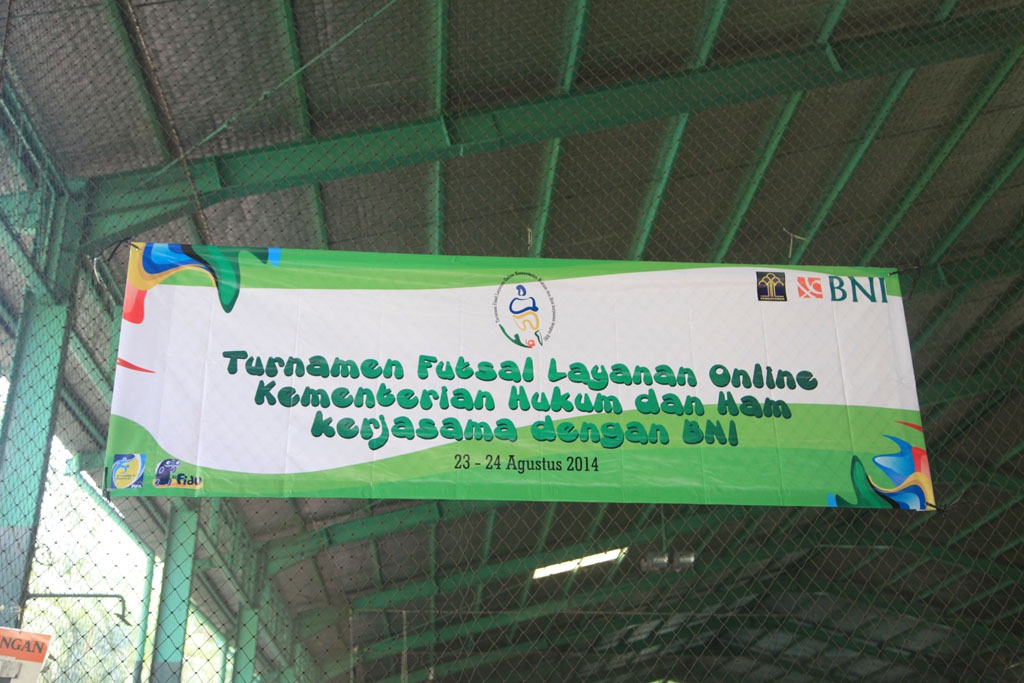 BNI
Turnamen Futsal Layanan Online
Kementerian Hukum dan Ham
kerjasama dengan BNI
23 - 24 Agustus 2014
NGAN